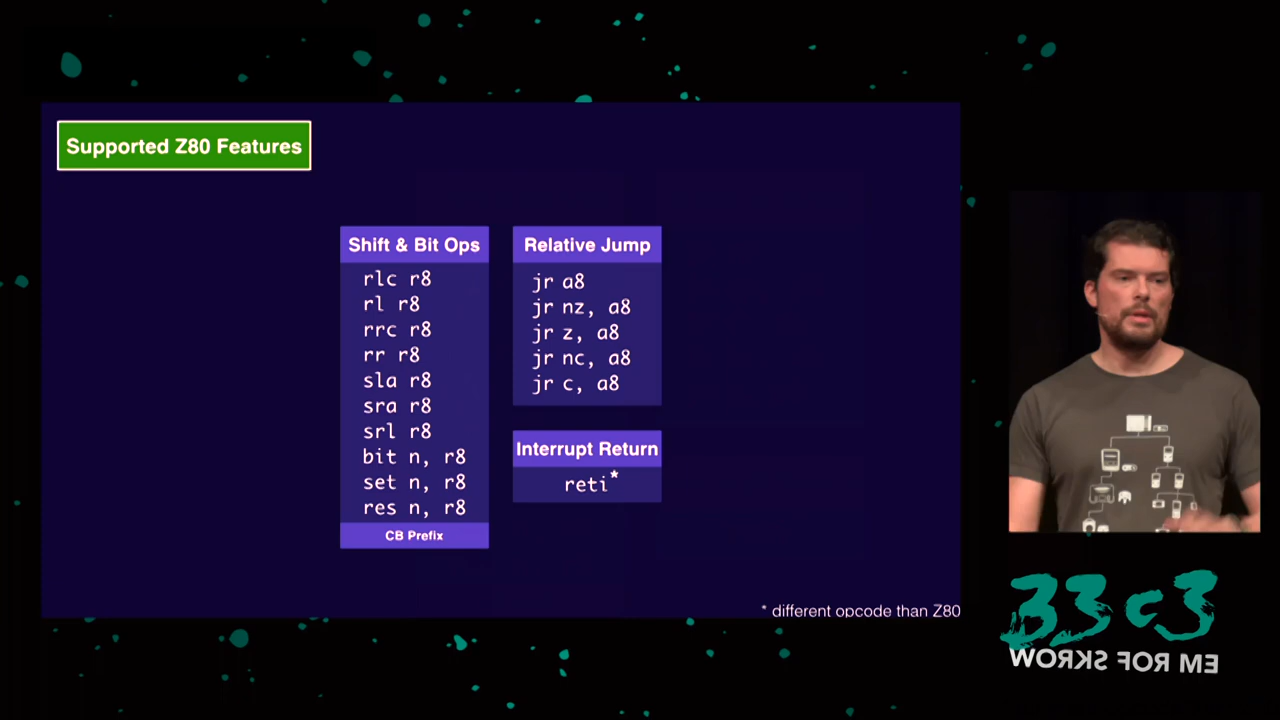 Supported Z80 Features
Shift & Bit Ops
rlc r8
rl r8
rrc r8
rr r8
sla r8
sra r8
srl r8
bit n, r8
set n, r8
res n, r8
CB Prefix
Relative Jump
jr a8
jr nz, a8
jr z, a8
jr nc, a8
jr c, a8
Interrupt Return
reti*
* different opcode than Z80
33c3
WORKS FOR ME